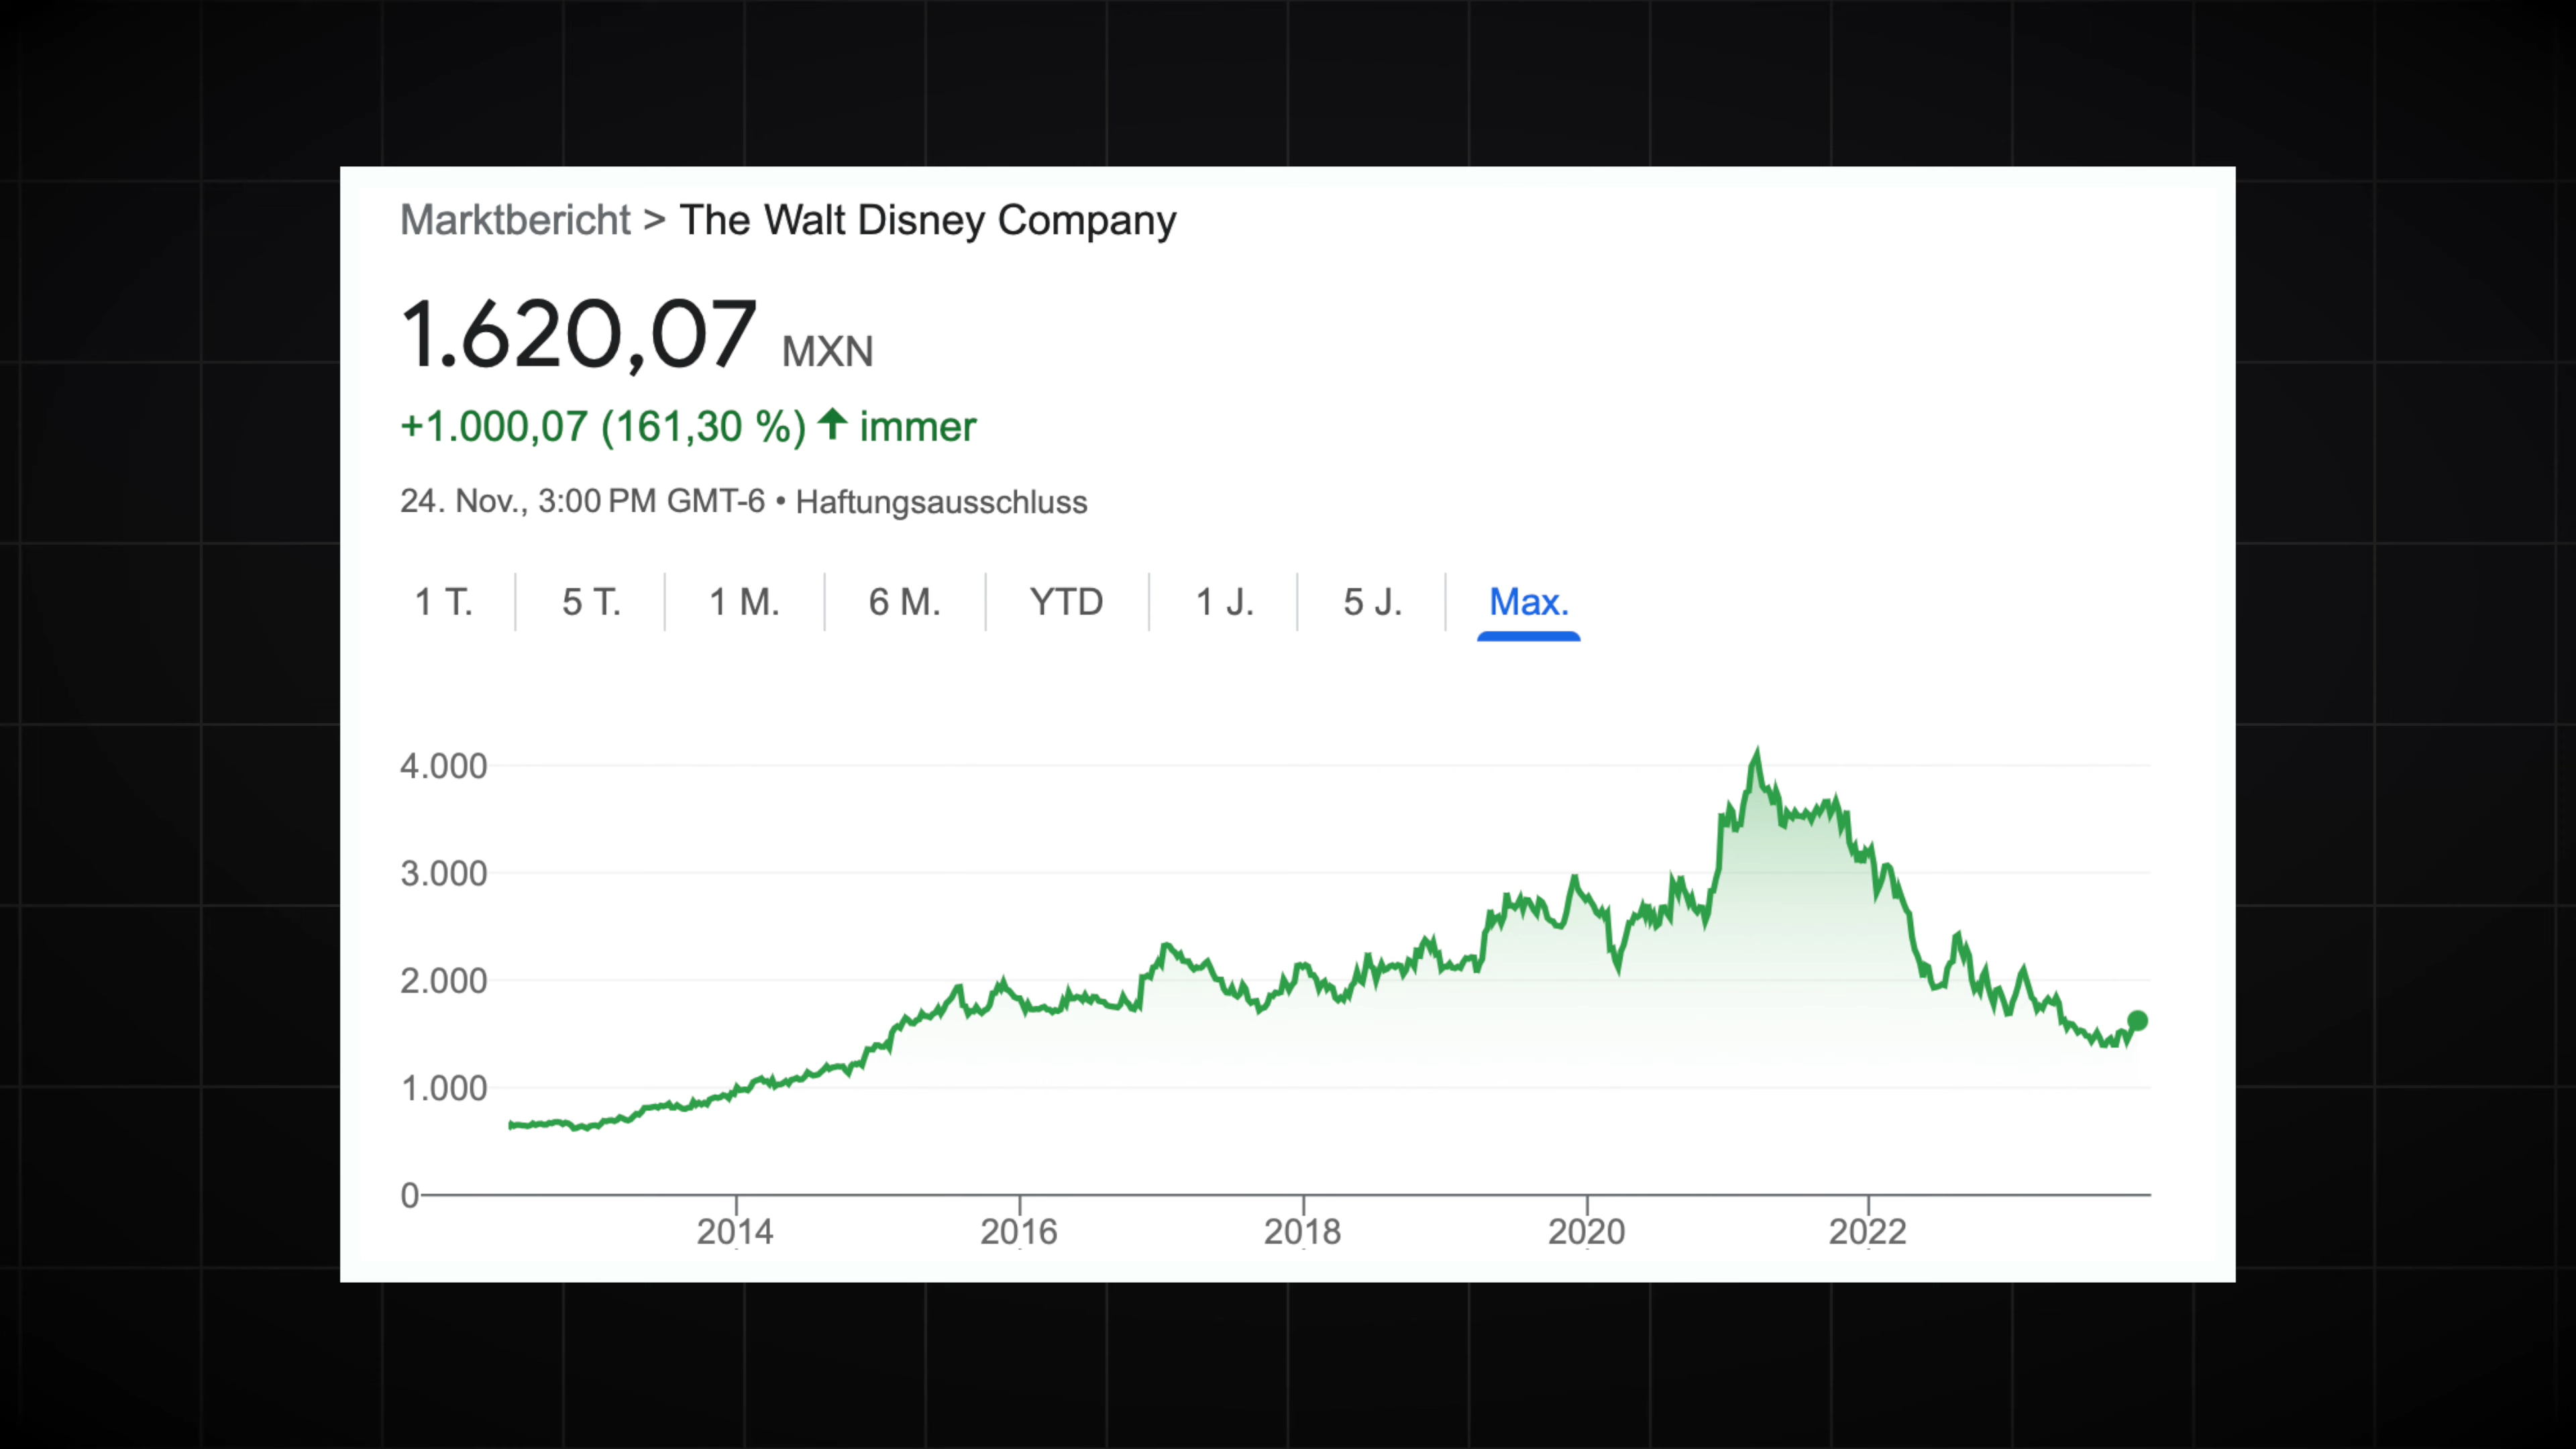 Marktbericht > The Walt Disney Company
1.620,07 MXN
+1.000,07 (161,30 %) ↑ immer
24. Nov., 3:00 PM GMT-6 • Haftungsausschluss
1 T. 5 T. 1 M. 6 M. YTD 1 J. 5 J. Max.
4.000
3.000
2.000
1.000
0
2014 2016 2018 2020 2022